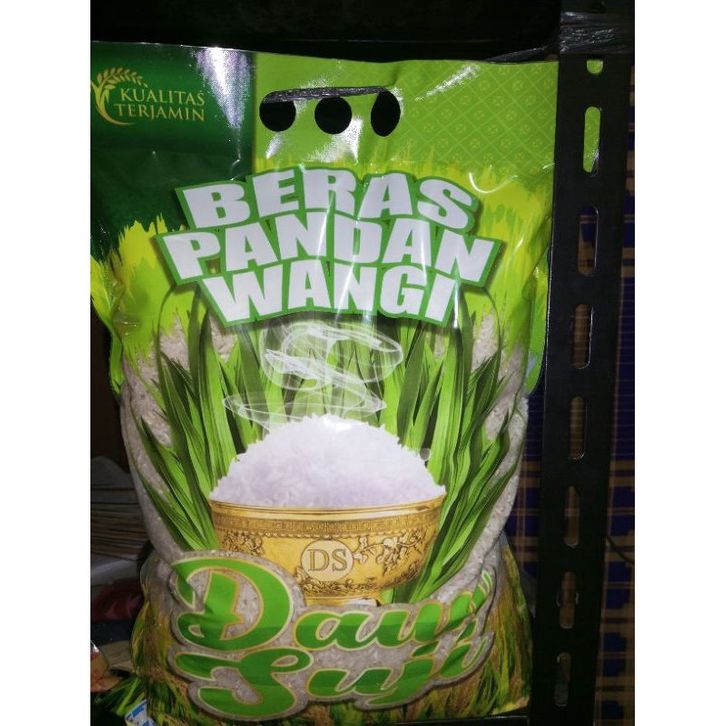 KUALITAS
TERJAMIN
BERAS
PANDAN
WANGI
DS
Daun
Suji